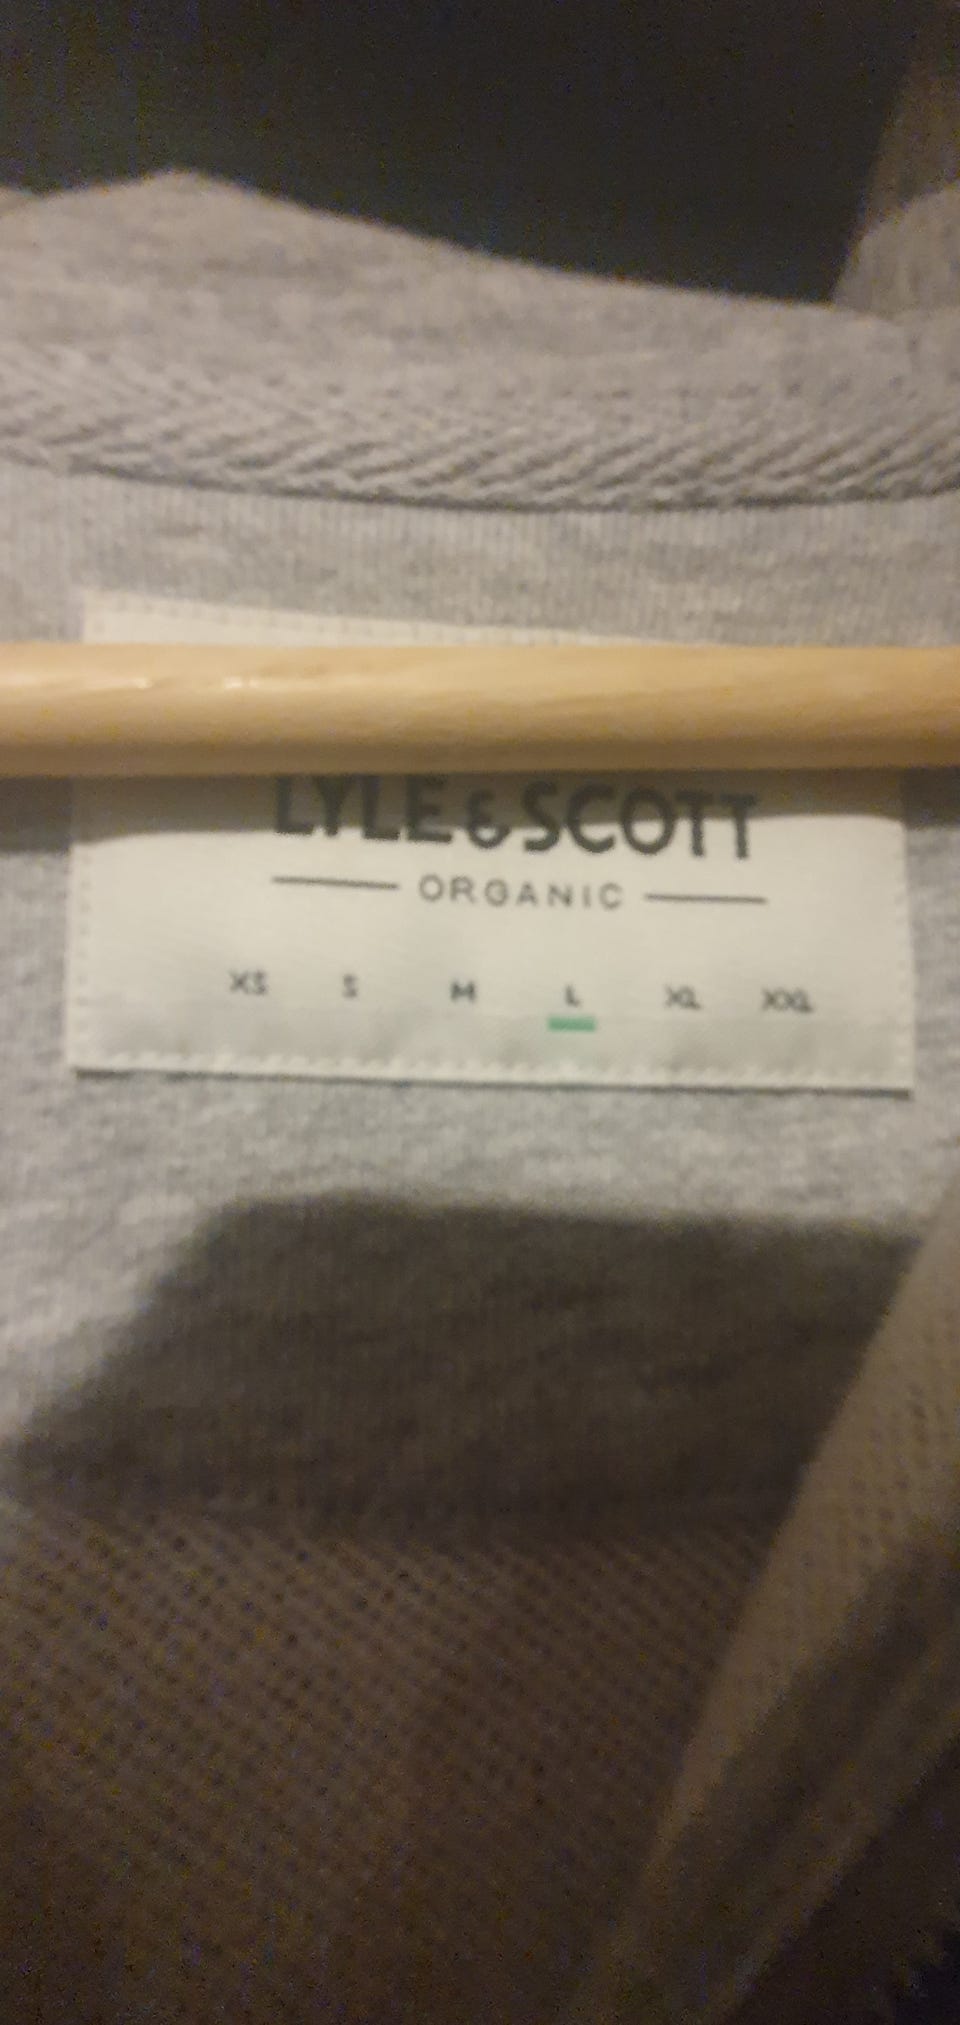 LYLE & SCOTT
ORGANIC
XS S M L XL XXL